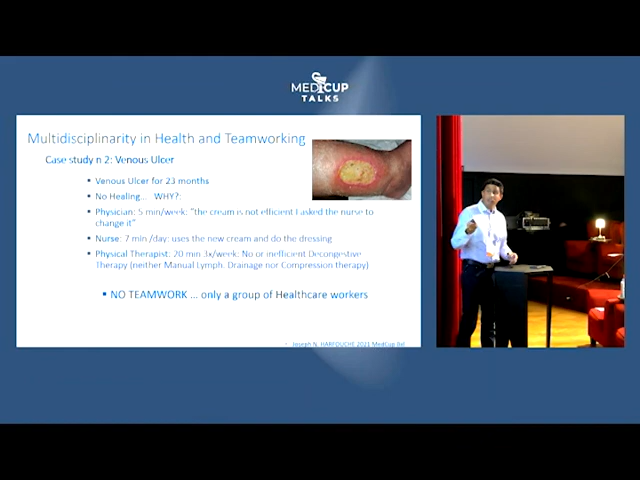 MEDICUP
TALKS
Multidisciplinarity in Health and Teamworking
Case study n 2: Venous Ulcer
Venous Ulcer for 23 months
No Healing... WHY?:
Physician: 5 min/week: "the cream is not efficient I asked the nurse to
change it"
Nurse: 7 min /day: uses the new cream and do the dressing
Physical Therapist: 20 min 3x/week: No or inefficient Decongestive
Therapy (neither Manual Lymph. Drainage nor Compression therapy)
NO TEAMWORK ... only a group of Healthcare workers
Joseph N. HARFOUCHE 2021 MedCup